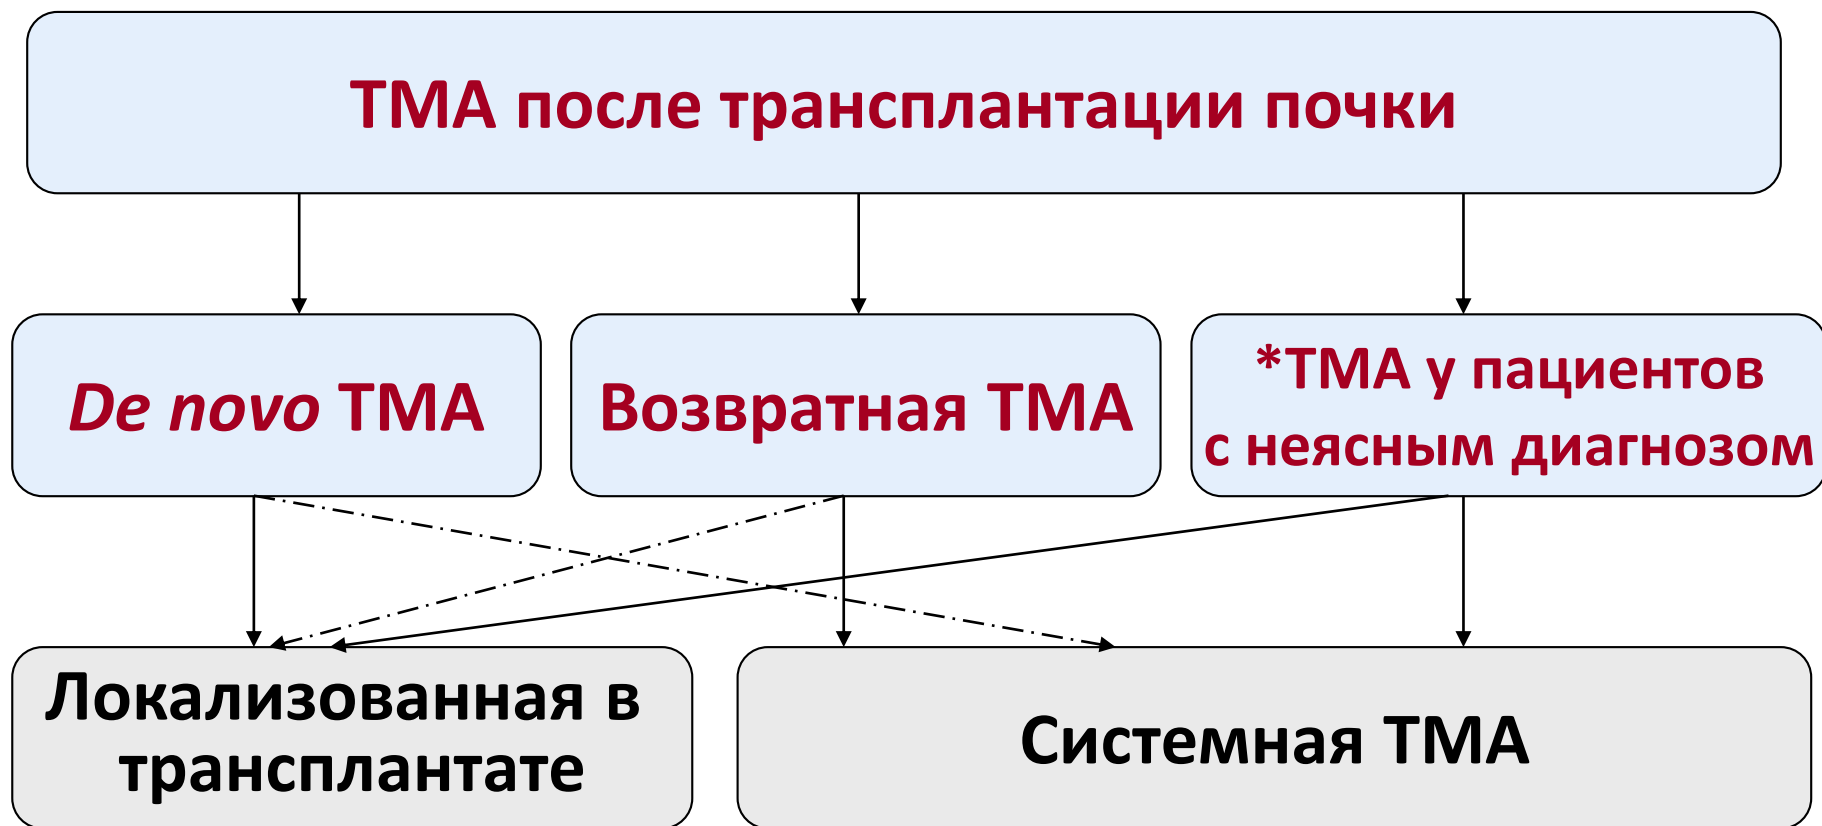 ТМА после трансплантации почки
De novo ТМА
Возвратная ТМА
*ТМА у пациентов
с неясным диагнозом
Локализованная в
трансплантате
Системная ТМА